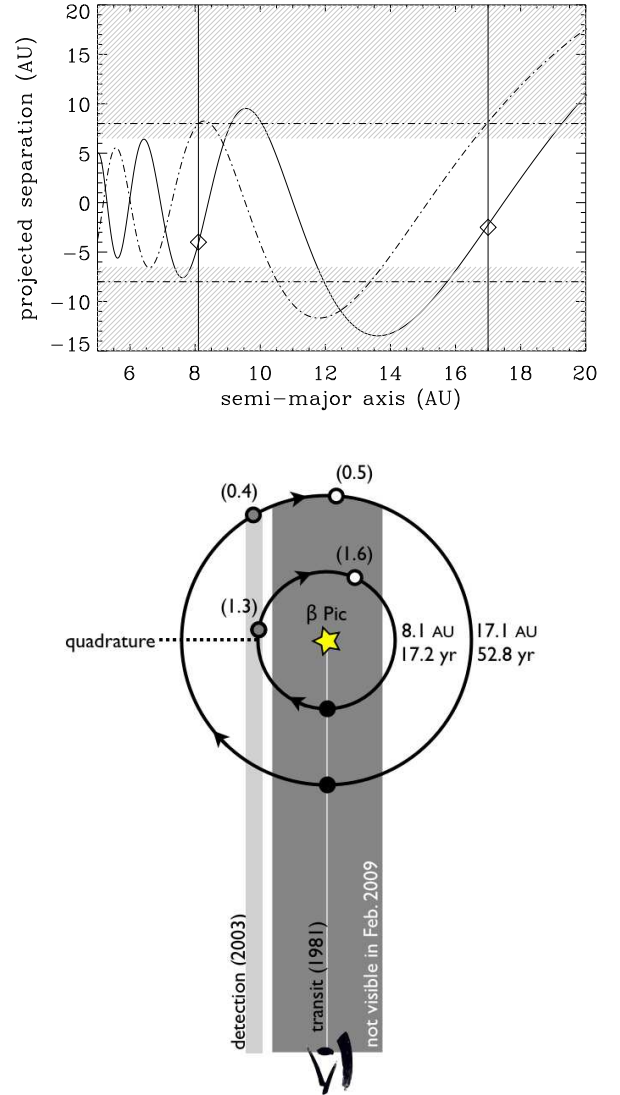 projected separation (AU)
20
15
10
5
0
−5
−10
−15
6 8 10 12 14 16 18 20
semi−major axis (AU)
(0.5)
(0.4)
(1.6)
(1.3)
β Pic
quadrature
8.1 AU
17.2 yr
17.1 AU
52.8 yr
detection (2003)
transit (1981)
not visible in Feb. 2009